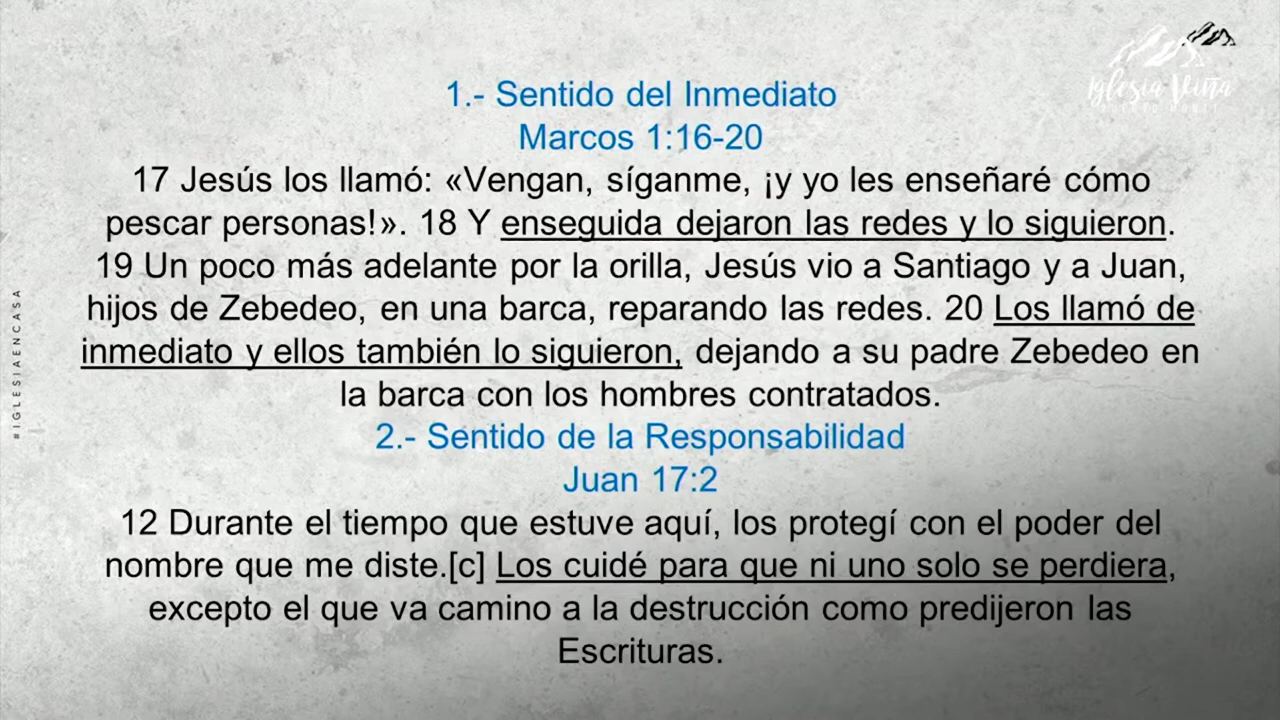 Iglesia Viña
1.- Sentido del Inmediato
Marcos 1:16-20
17 Jesús los llamó: «Vengan, síganme, ¡y yo les enseñaré cómo
pescar personas!». 18 Y enseguida dejaron las redes y lo siguieron.
19 Un poco más adelante por la orilla, Jesús vio a Santiago y a Juan,
hijos de Zebedeo, en una barca, reparando las redes. 20 Los llamó de
inmediato y ellos también lo siguieron, dejando a su padre Zebedeo en
la barca con los hombres contratados.
2.- Sentido de la Responsabilidad
Juan 17:2
12 Durante el tiempo que estuve aquí, los protegí con el poder del
nombre que me diste.[c] Los cuidé para que ni uno solo se perdiera,
excepto el que va camino a la destrucción como predijeron las
Escrituras.
#IGLESIAENCASA